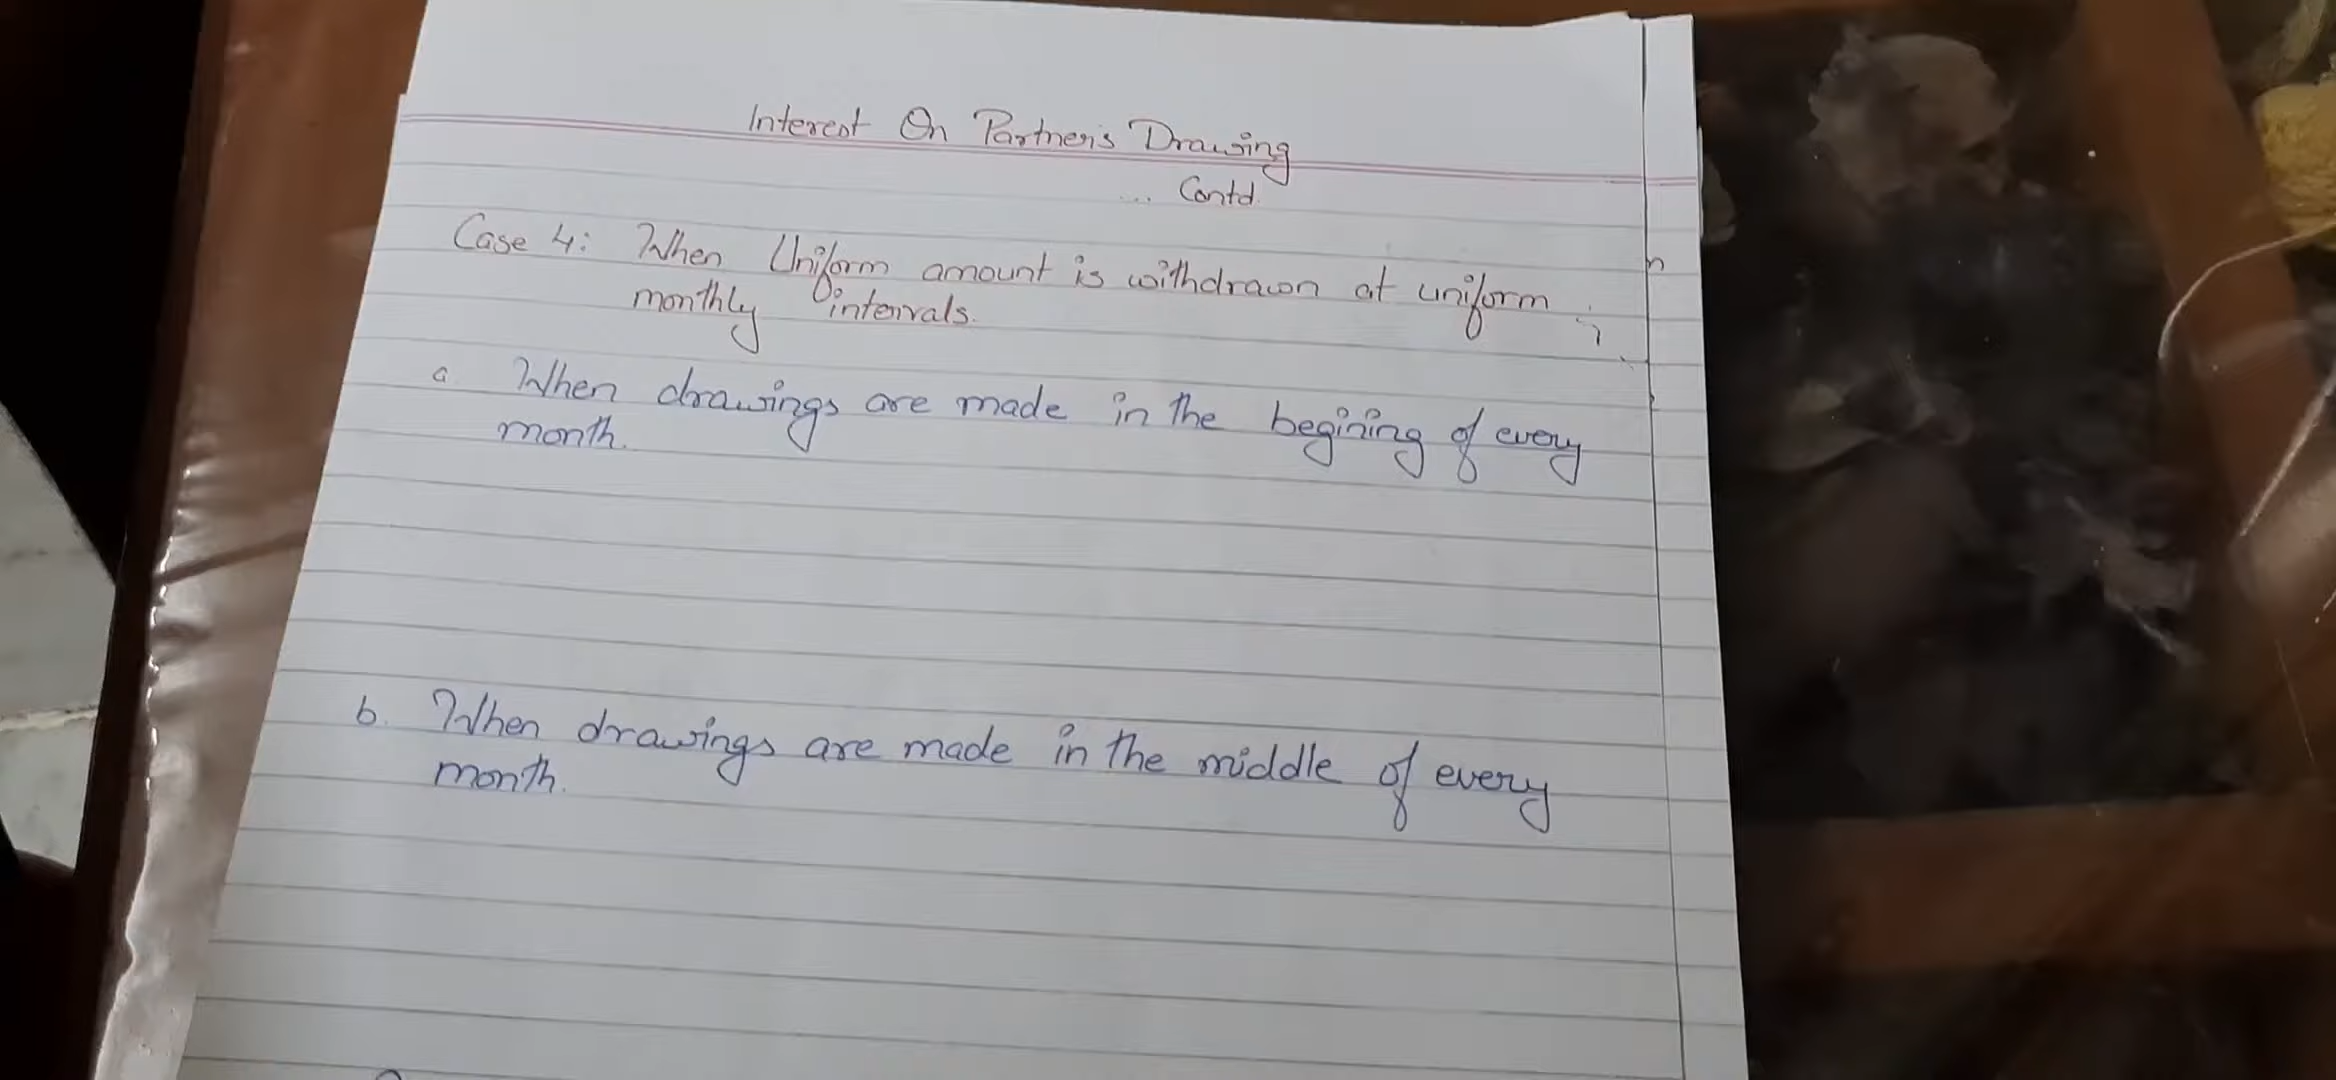 Interest On Partner's Drawing
... Contd.
Case 4: When Uniform amount is withdrawn at uniform
monthly intervals.
a When drawings are made in the begining of every
month.
b. When drawings are made in the middle of every
month.